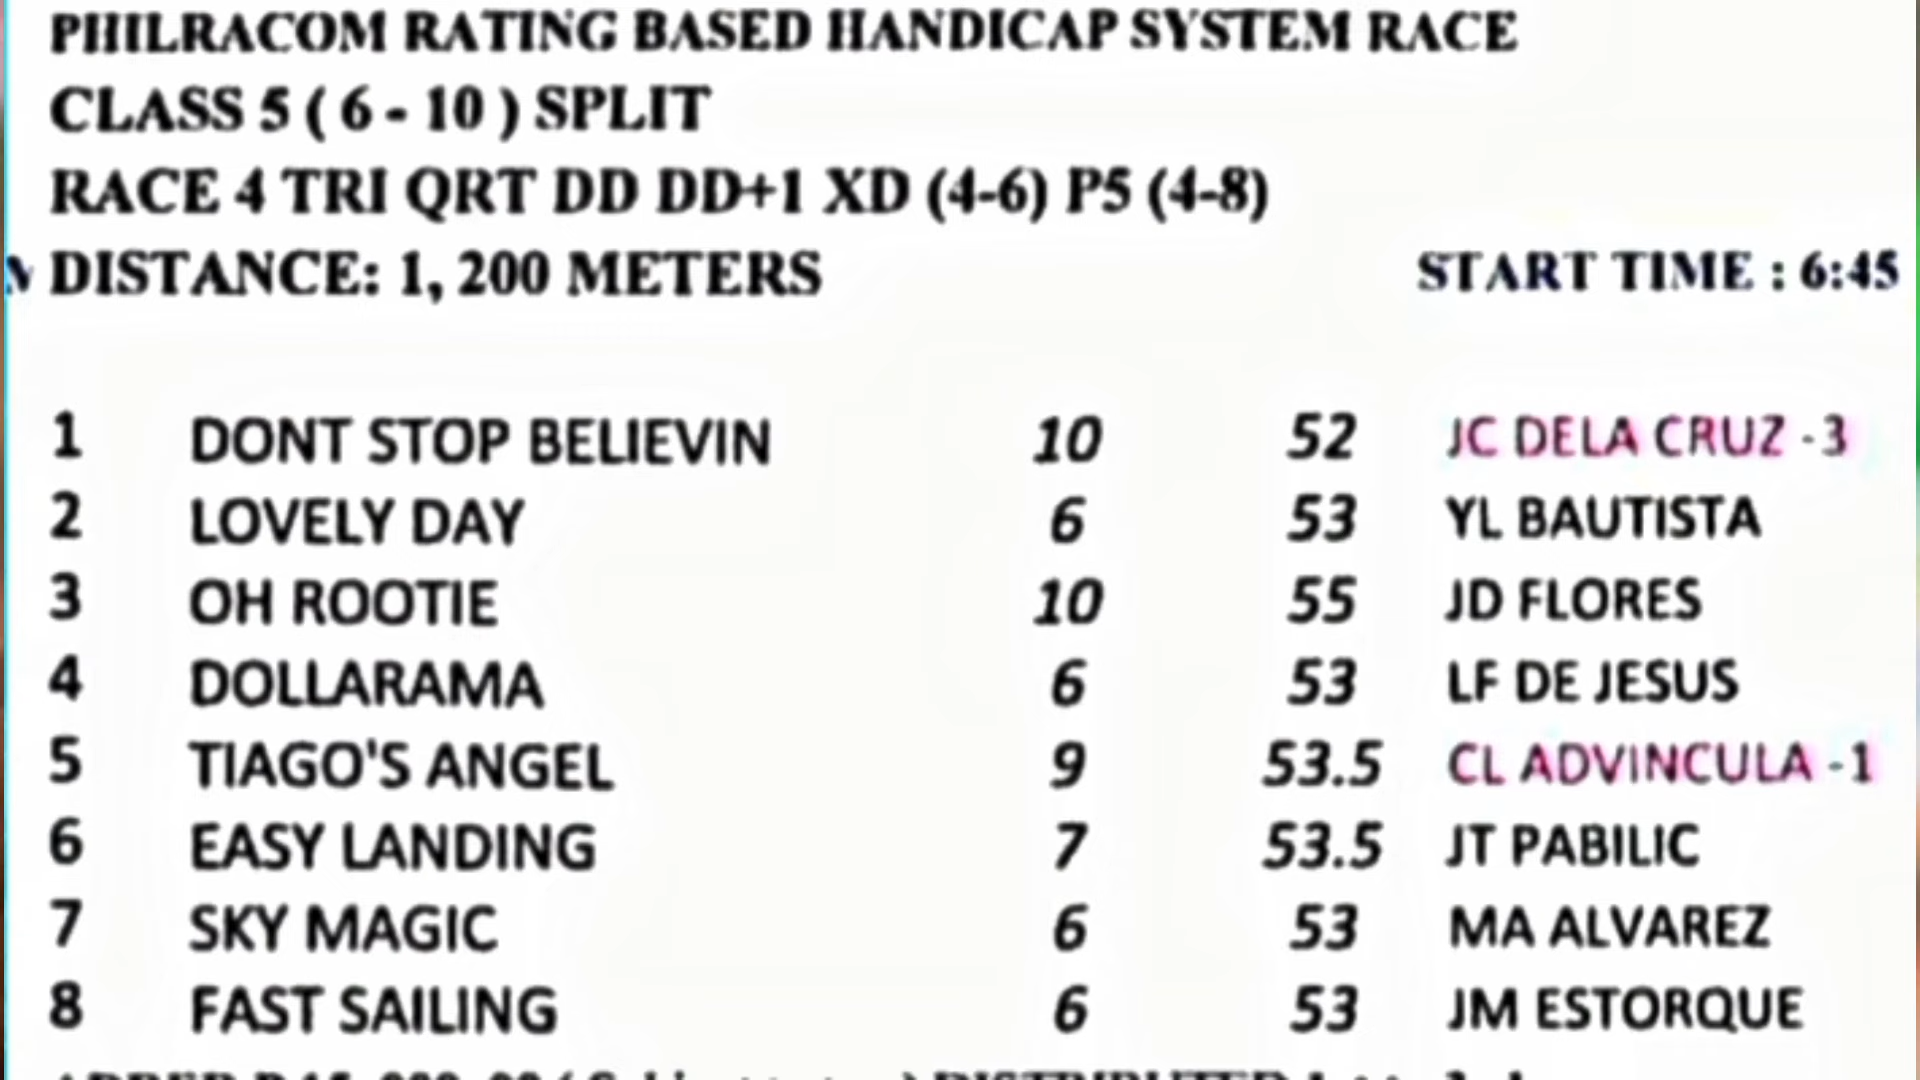 PHILRACOM RATING BASED HANDICAP SYSTEM RACE
CLASS 5 ( 6 - 10 ) SPLIT
RACE 4 TRI QRT DD DD+1 XD (4-6) P5 (4-8)
DISTANCE: 1, 200 METERS START TIME : 6:45
1 DONT STOP BELIEVIN 10 52 JC DELA CRUZ -3
2 LOVELY DAY 6 53 YL BAUTISTA
3 OH ROOTIE 10 55 JD FLORES
4 DOLLARAMA 6 53 LF DE JESUS
5 TIAGO'S ANGEL 9 53.5 CL ADVINCULA -1
6 EASY LANDING 7 53.5 JT PABILIC
7 SKY MAGIC 6 53 MA ALVAREZ
8 FAST SAILING 6 53 JM ESTORQUE